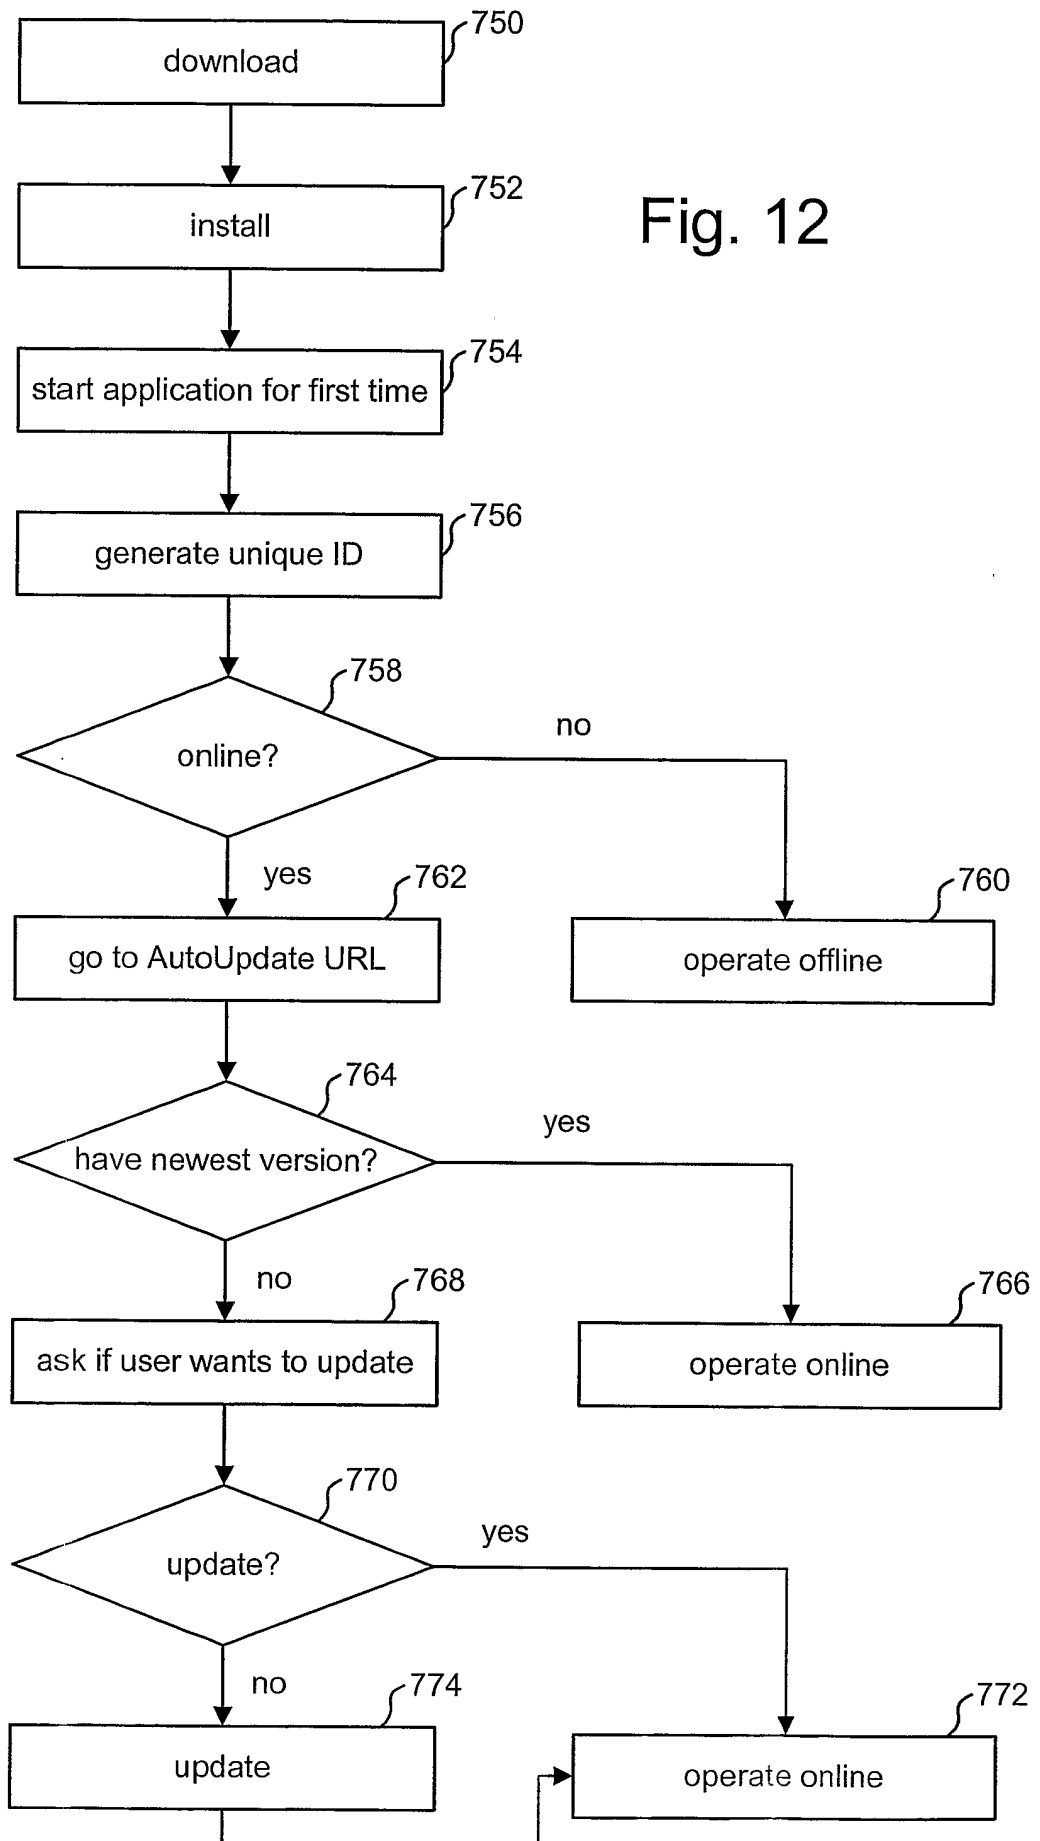 750
download
752
install
Fig. 12
754
start application for first time
756
generate unique ID
758
online?
no
yes
762
go to AutoUpdate URL
760
operate offline
764
have newest version?
yes
no
768
ask if user wants to update
766
operate online
770
update?
yes
no
774
update
772
operate online